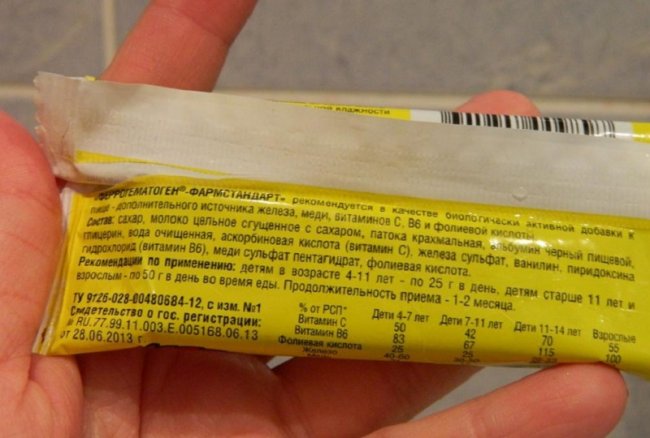 ной влажности
«ФЕРРОГЕМАТОГЕН®-ФАРМСТАНДАРТ» рекомендуется в качестве биологически активной добавки к
пище - дополнительного источника железа, меди, витаминов С, В6 и фолиевой кислоты.
Состав: сахар, молоко цельное сгущенное с сахаром, патока крахмальная, альбумин черный пищевой,
глицерин, вода очищенная, аскорбиновая кислота (витамин С), железа сульфат, ванилин, пиридоксина
гидрохлорид (витамин В6), меди сульфат пентагидрат, фолиевая кислота.
Рекомендации по применению: детям в возрасте 4-11 лет - по 25 г в день, детям старше 11 лет и
взрослым - по 50 г в день во время еды. Продолжительность приема - 1-2 месяца.
ТУ 9126-028-00480684-12, с изм. №1
Свидетельство о гос. регистрации:
№ RU.77.99.11.003.Е.005168.06.13
от 28.06.2013 г.
% от РСП* Дети 4-7 лет Дети 7-11 лет Дети 11-14 лет Взрослые
Витамин С 50 42 70 55
Витамин В6 83 67 115 100
Фолиевая кислота 25 25
Железо 40-60